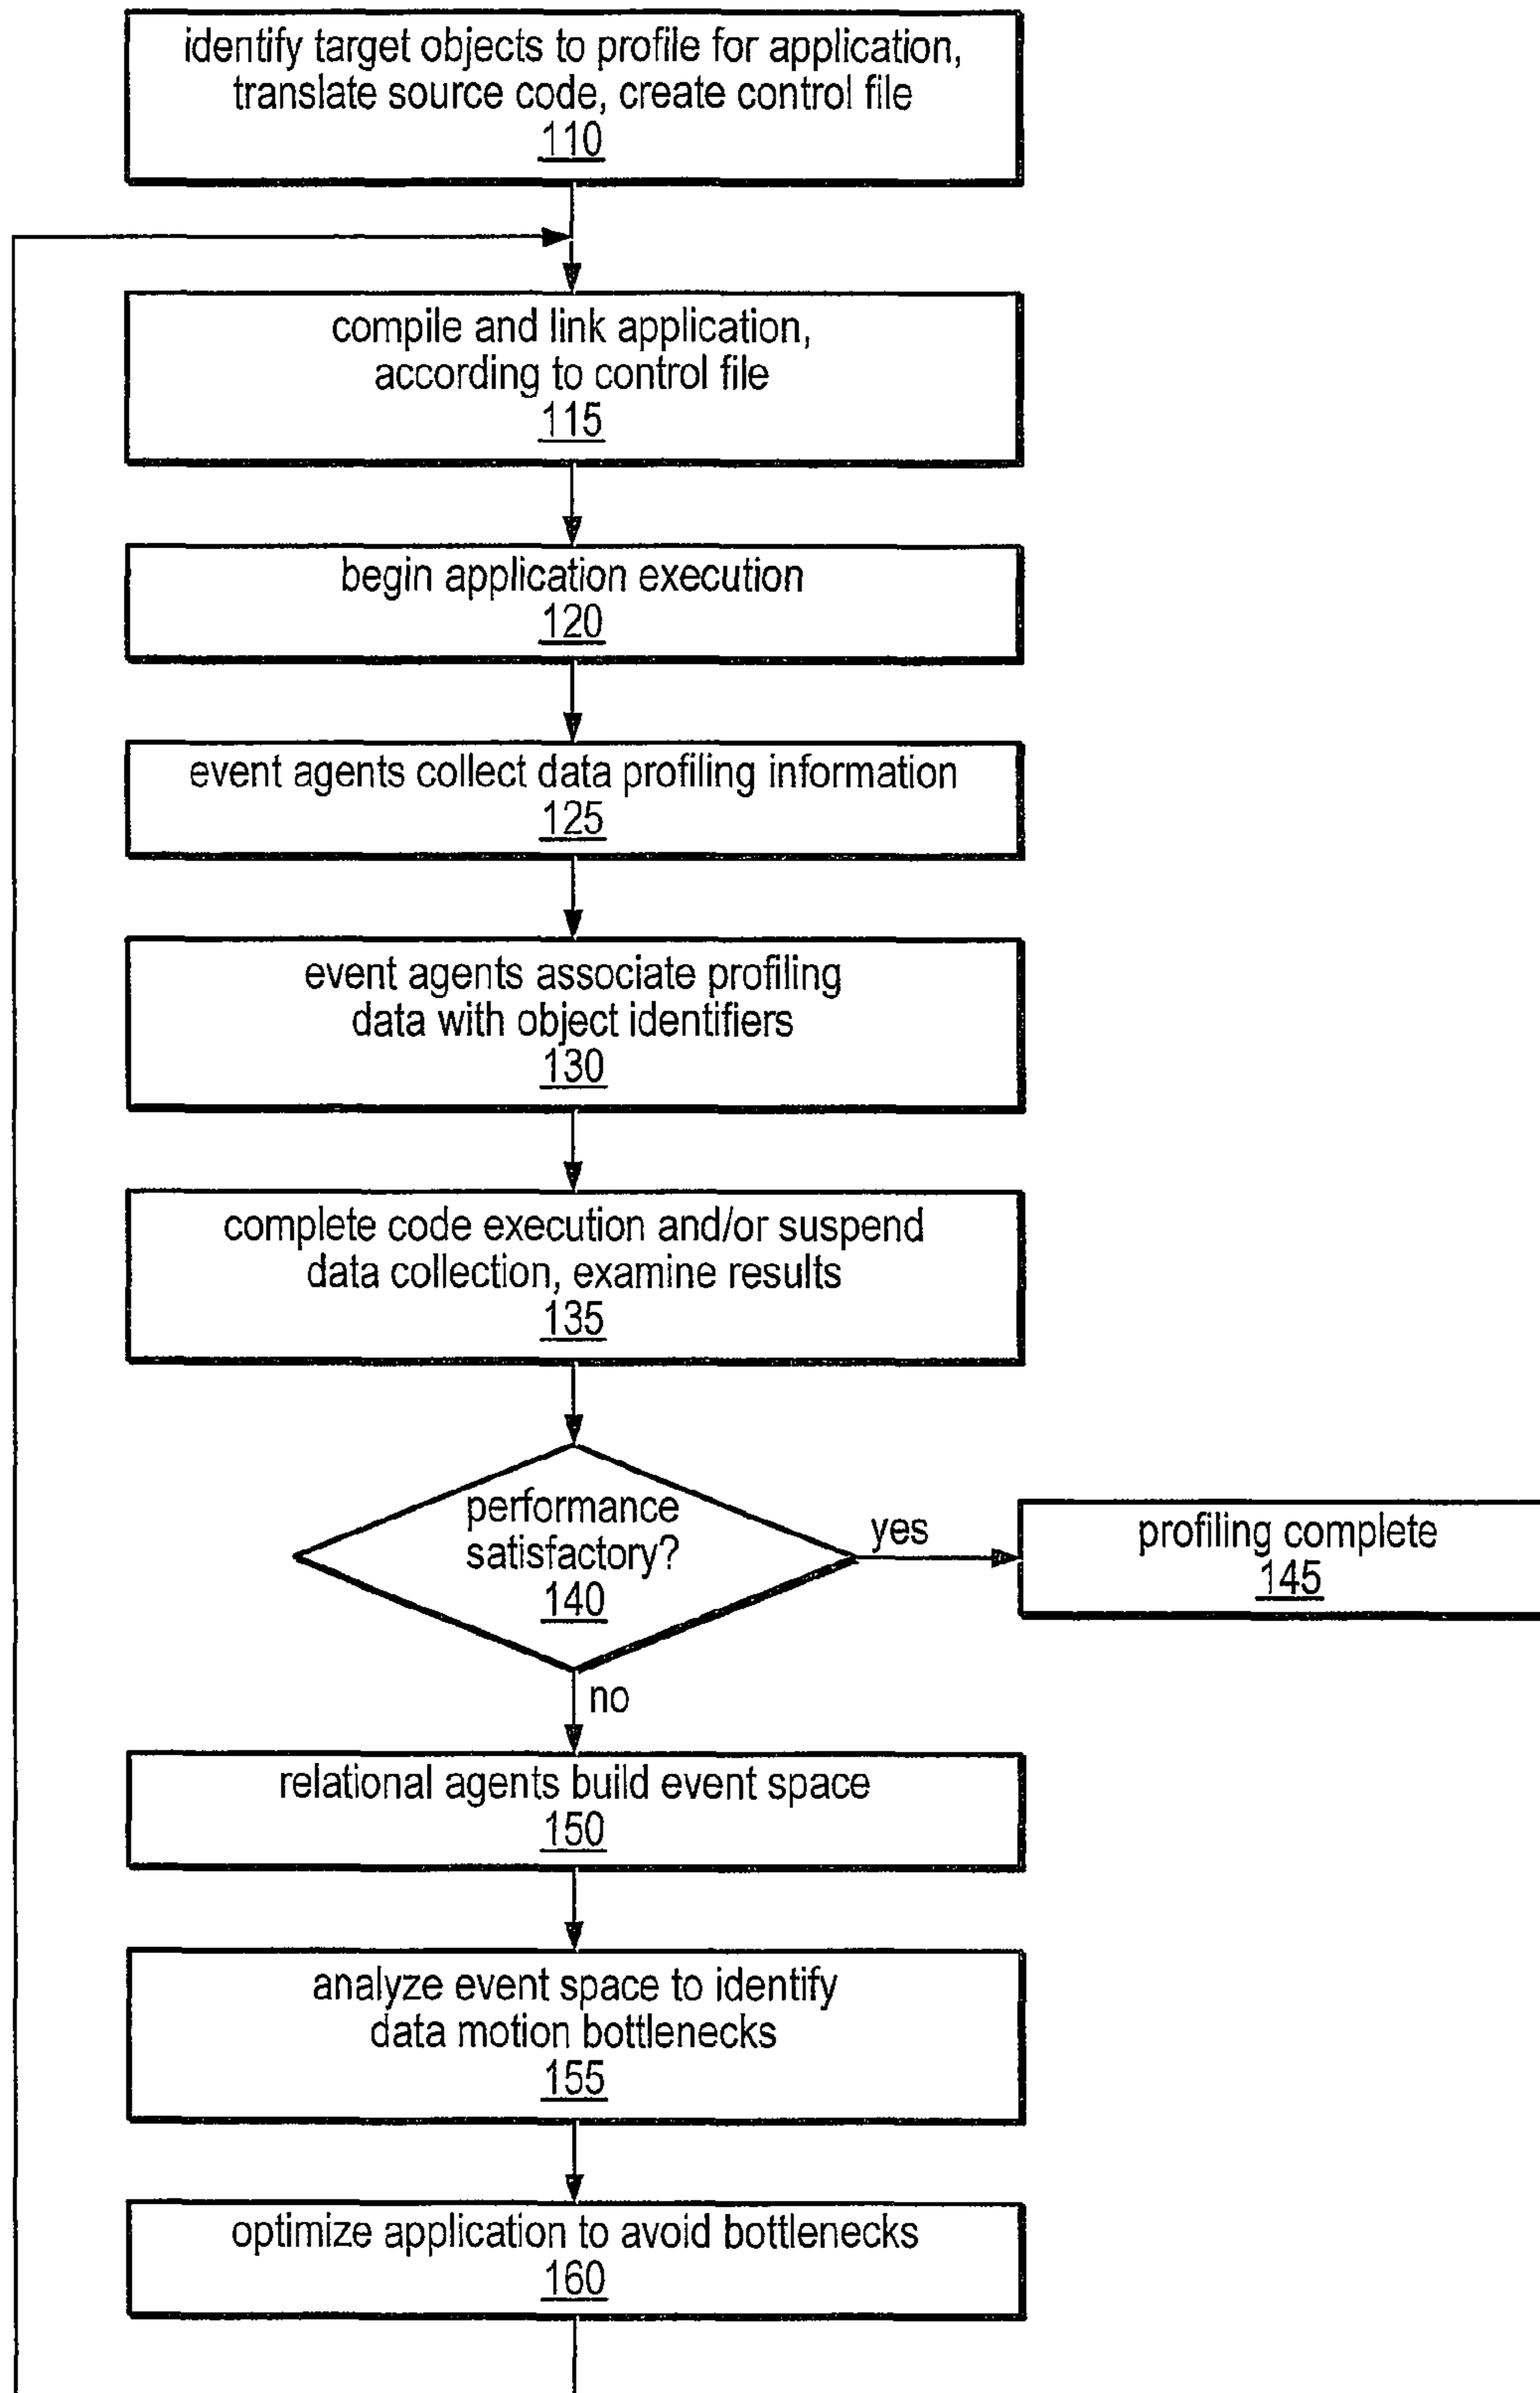 identify target objects to profile for application,
translate source code, create control file
110
compile and link application,
according to control file
115
begin application execution
120
event agents collect data profiling information
125
event agents associate profiling
data with object identifiers
130
complete code execution and/or suspend
data collection, examine results
135
performance
satisfactory?
140
yes
profiling complete
145
no
relational agents build event space
150
analyze event space to identify
data motion bottlenecks
155
optimize application to avoid bottlenecks
160